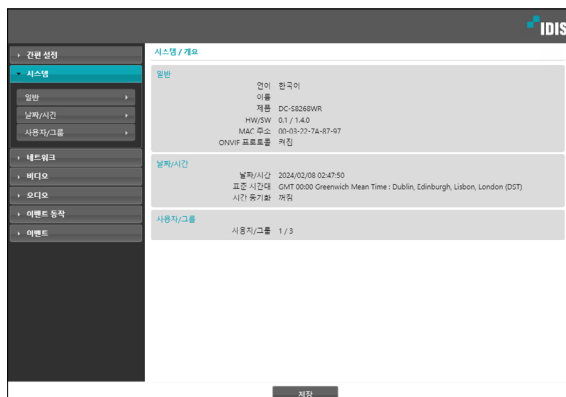 IDIS
간편 설정
시스템
일반
날짜/시간
사용자/그룹
네트워크
비디오
오디오
이벤트 동작
이벤트
시스템 / 개요
일반
언어 한국어
이름
제품 DC-S8268WR
HW/SW 0.1 / 1.4.0
MAC 주소 00-03-22-7A-87-97
ONVIF 프로토콜 켜짐
날짜/시간
날짜/시간 2024/02/08 02:47:50
표준 시간대 GMT 00:00 Greenwich Mean Time : Dublin, Edinburgh, Lisbon, London (DST)
시간 동기화 꺼짐
사용자/그룹
사용자/그룹 1 / 3
저장